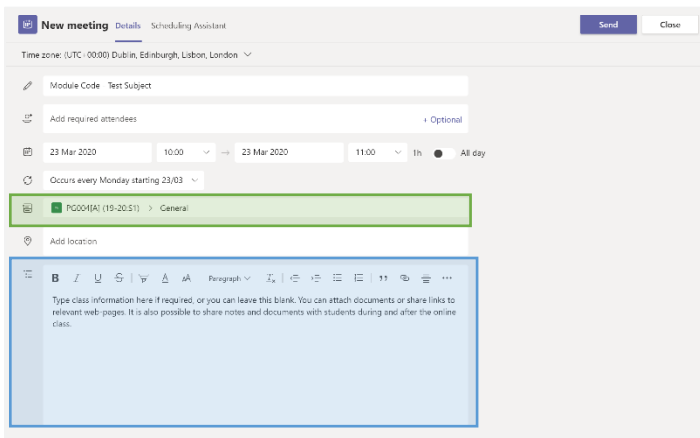 New meeting Details Scheduling Assistant Send Close
Time zone: (UTC+00:00) Dublin, Edinburgh, Lisbon, London
Module Code Test Subject
Add required attendees + Optional
23 Mar 2020 10:00 → 23 Mar 2020 11:00 1h All day
Occurs every Monday starting 23/03
PG004[A] (19-20:S1) > General
Add location
B I U S A AA Paragraph
Type class information here if required, or you can leave this blank. You can attach documents or share links to
relevant web-pages. It is also possible to share notes and documents with students during and after the online
class.